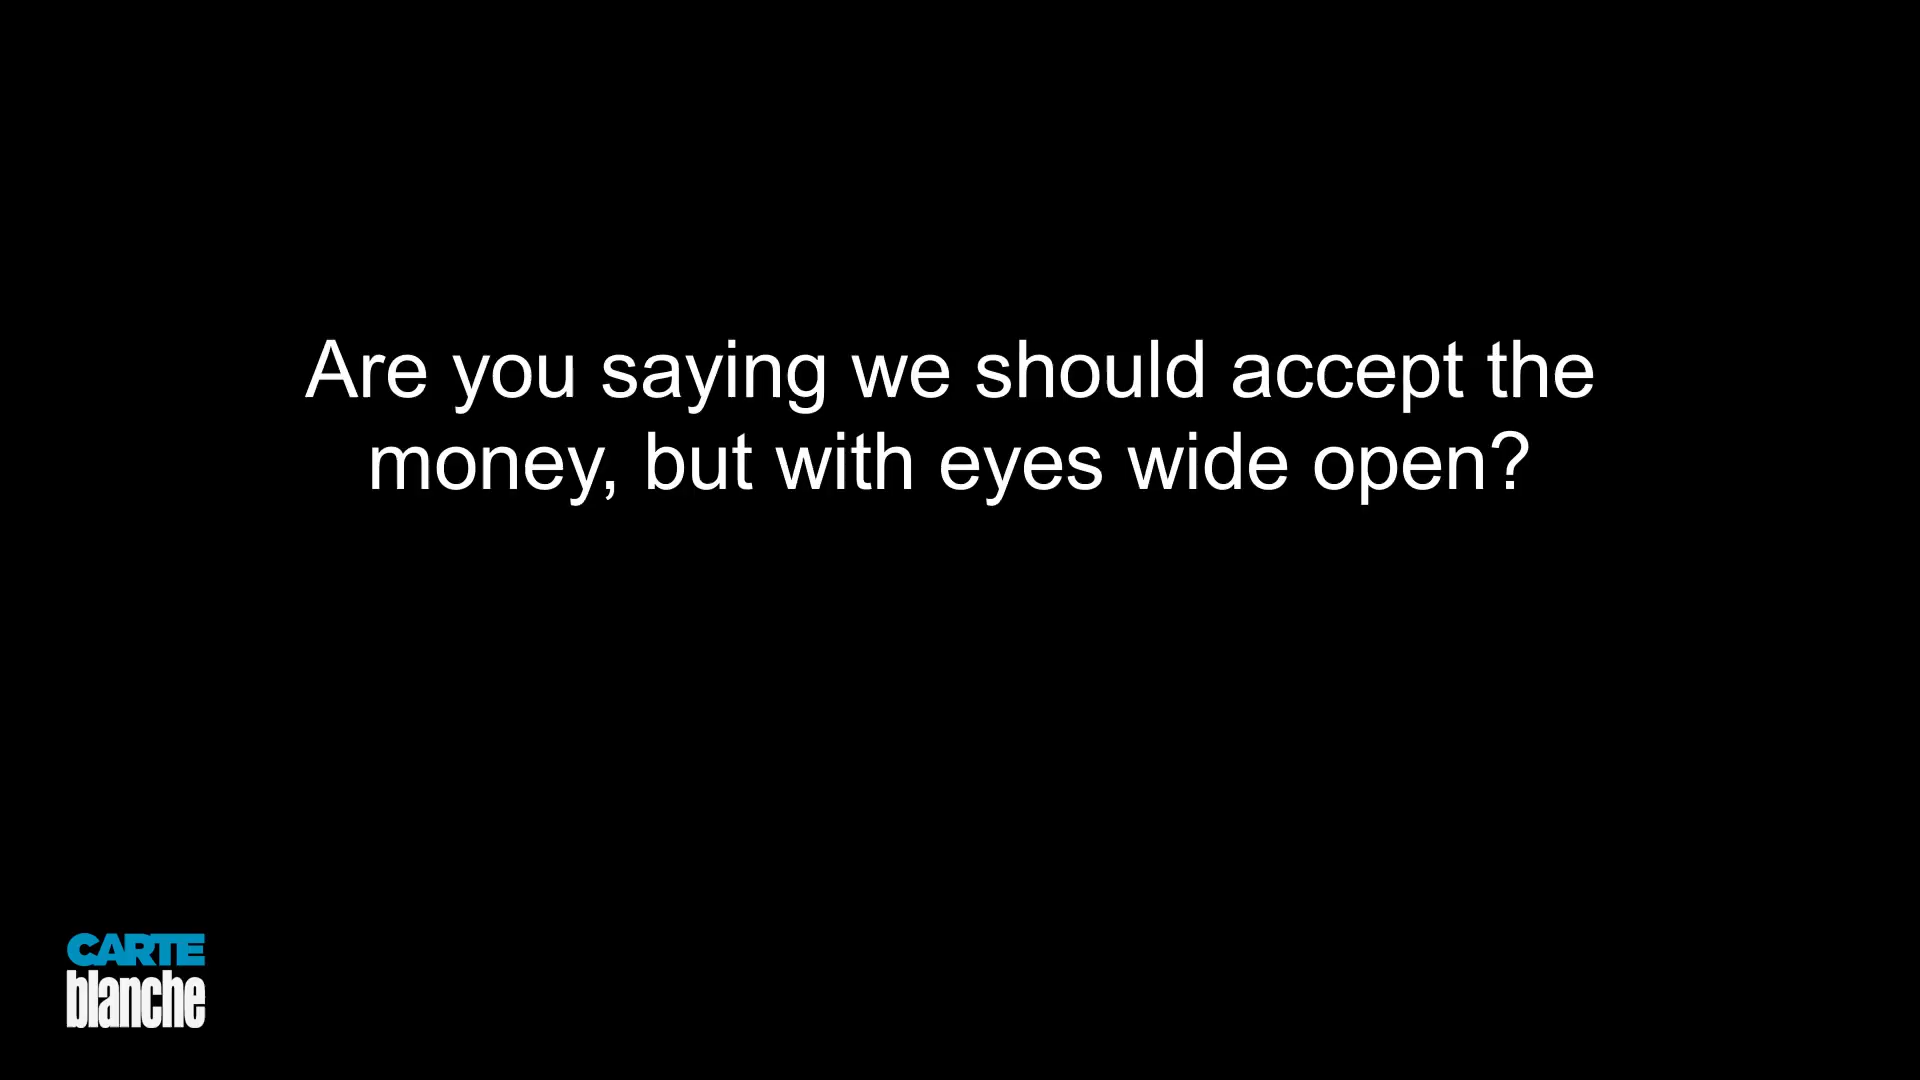 Are you saying we should accept the
money, but with eyes wide open?
CARTE
blanche